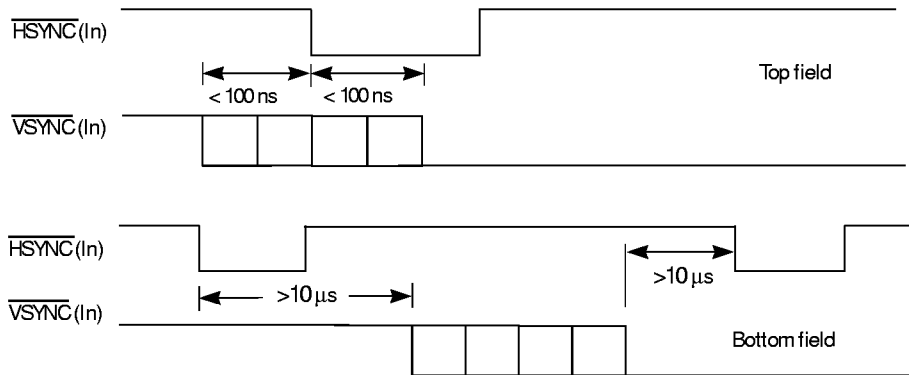 HSYNC(In)
Top field
< 100 ns
< 100 ns
VSYNC(In)
HSYNC(In)
>10 μs
>10 μs
VSYNC(In)
Bottom field